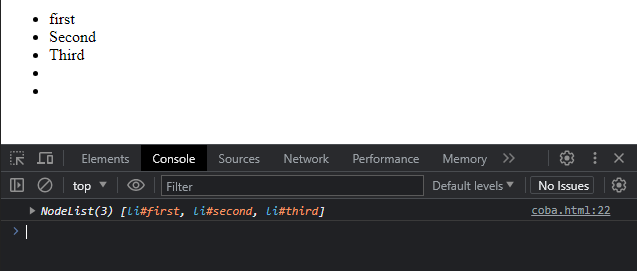 first
Second
Third
Elements Console Sources Network Performance Memory
top Filter Default levels No Issues
NodeList(3) [li#first, li#second, li#third] coba.html:22